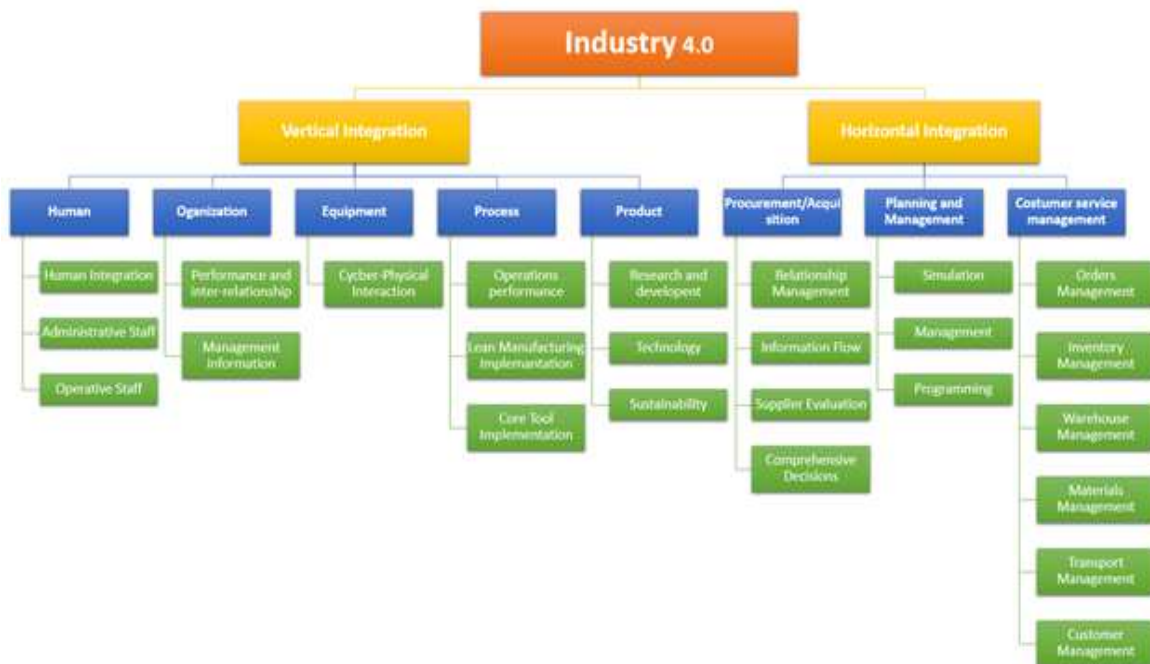 Industry 4.0
Vertical Integration
Horizontal Integration
Human
Oganization
Equipment
Process
Product
Procurement/Acqui
sition
Planning and
Management
Costumer service
management
Human Integration
Administrative Staff
Operative Staff
Performance and
inter-relationship
Management
Information
Cycber-Physical
Interaction
Operations
performance
Lean Manufacturing
Implemantation
Core Tool
Implementation
Research and
developent
Technology
Sustainability
Relationship
Management
Information Flow
Supplier Evaluation
Comprehensive
Decisions
Simulation
Management
Programming
Orders
Management
Inventory
Management
Warehouse
Management
Materials
Management
Transport
Management
Customer
Management